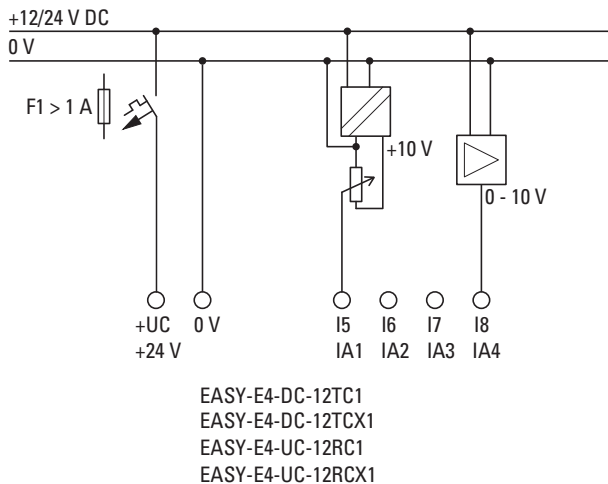 +12/24 V DC
0 V
F1 > 1 A
+10 V
0 - 10 V
+UC 0 V I5 I6 I7 I8
+24 V IA1 IA2 IA3 IA4
EASY-E4-DC-12TC1
EASY-E4-DC-12TCX1
EASY-E4-UC-12RC1
EASY-E4-UC-12RCX1